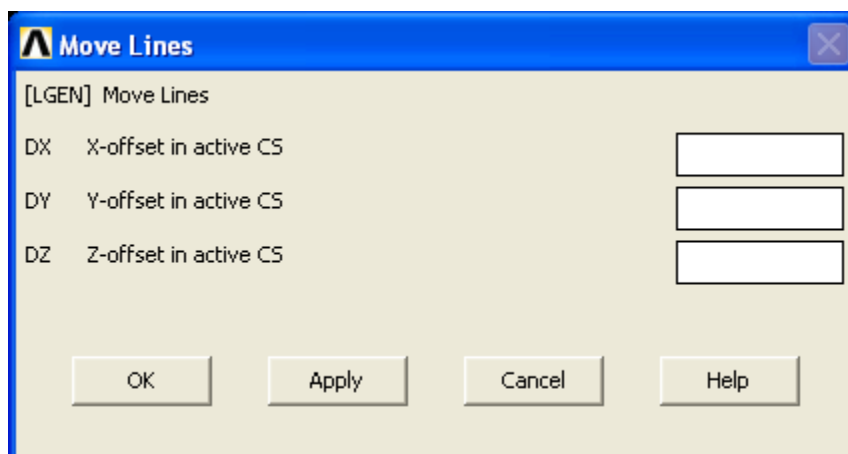 Move Lines
[LGEN] Move Lines
DX X-offset in active CS
DY Y-offset in active CS
DZ Z-offset in active CS
OK Apply Cancel Help